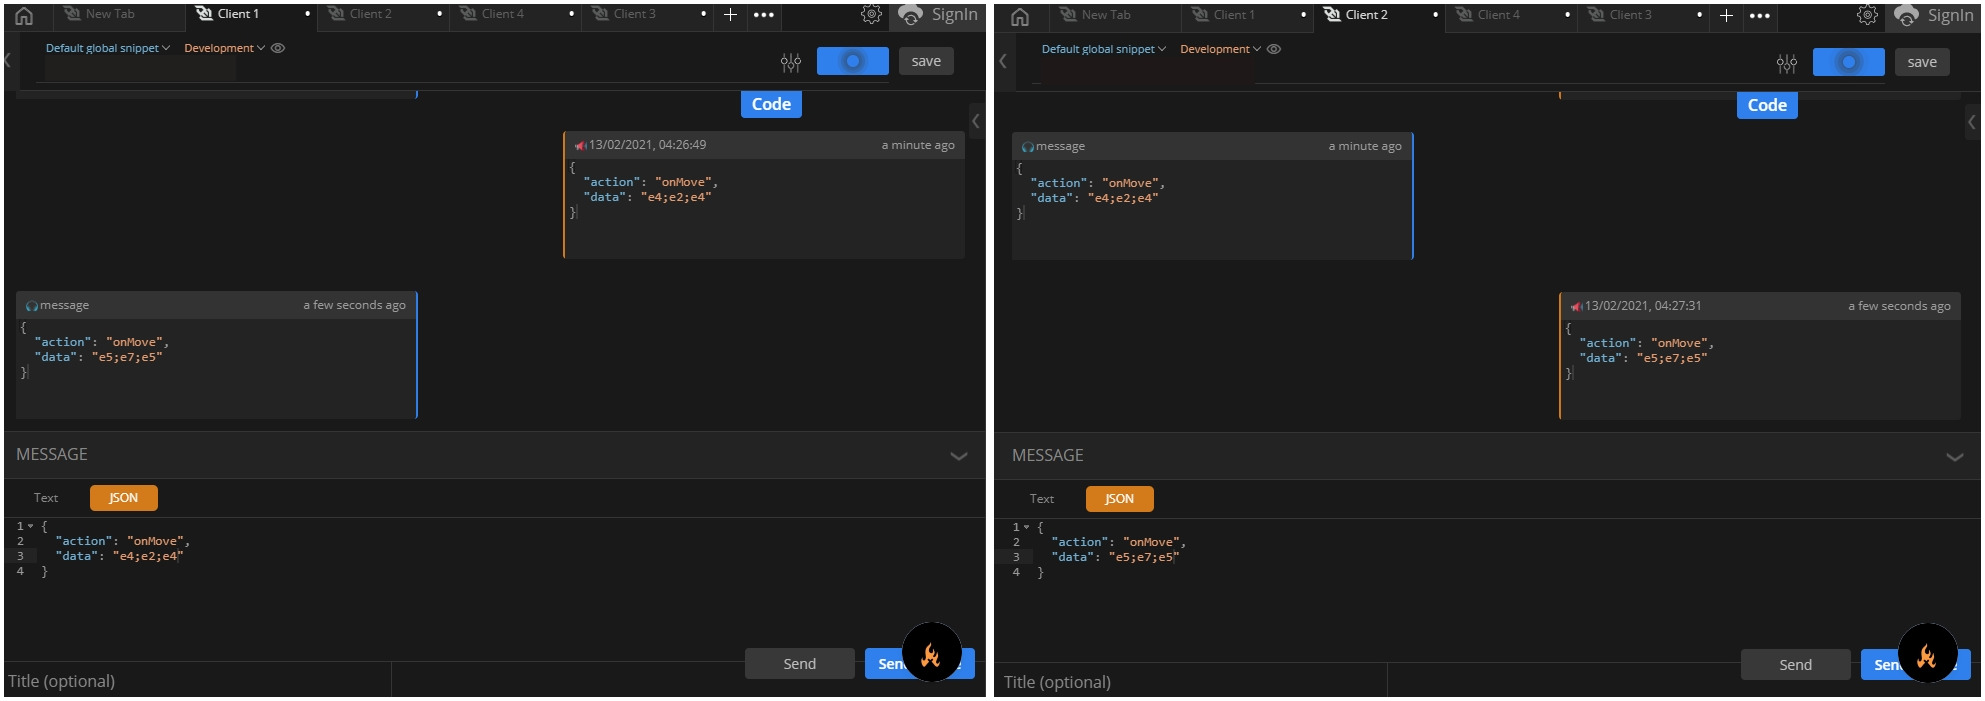 New Tab Client 1 Client 2 Client 4 Client 3 SignIn
Default global snippet Development
save
Code
13/02/2021, 04:26:49 a minute ago
{
"action": "onMove",
"data": "e4;e2;e4"
}
message a few seconds ago
{
"action": "onMove",
"data": "e5;e7;e5"
}
MESSAGE
Text JSON
1 {
2 "action": "onMove",
3 "data": "e4;e2;e4"
4 }
Send
Title (optional)
New Tab Client 1 Client 2 Client 4 Client 3 SignIn
Default global snippet Development
save
Code
message a minute ago
{
"action": "onMove",
"data": "e4;e2;e4"
}
13/02/2021, 04:27:31 a few seconds ago
{
"action": "onMove",
"data": "e5;e7;e5"
}
MESSAGE
Text JSON
1 {
2 "action": "onMove",
3 "data": "e5;e7;e5"
4 }
Send
Title (optional)